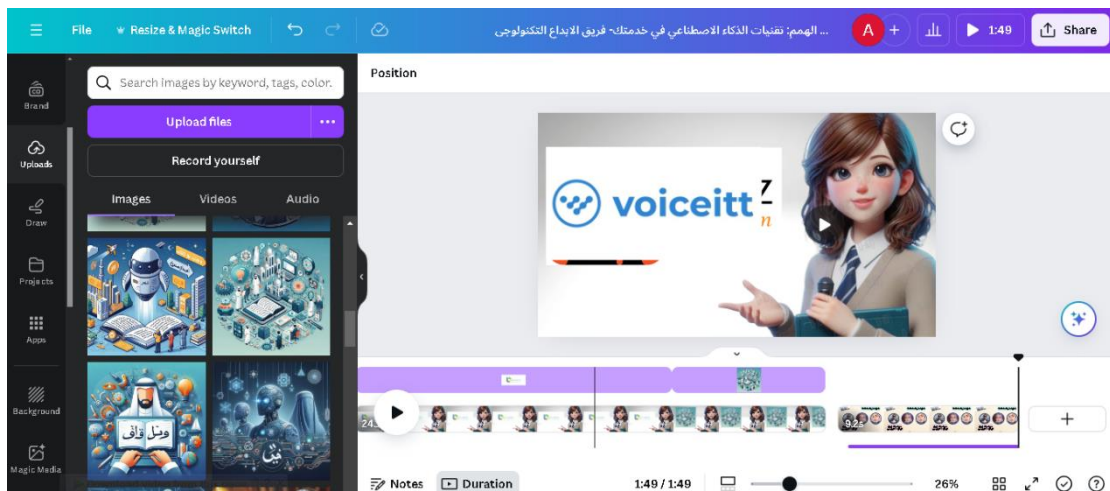 File
Resize & Magic Switch
... الهمم: تقنيات الذكاء الاصطناعي في خدمتك- فريق الابداع التكنولوجي
A
+
1:49
Share
Brand
Uploads
Draw
Projects
Apps
Background
Magic Media
Search images by keyword, tags, color.
Upload files
...
Record yourself
Images
Videos
Audio
Position
voiceitt
9.2s
+
Notes
Duration
1:49 / 1:49
26%